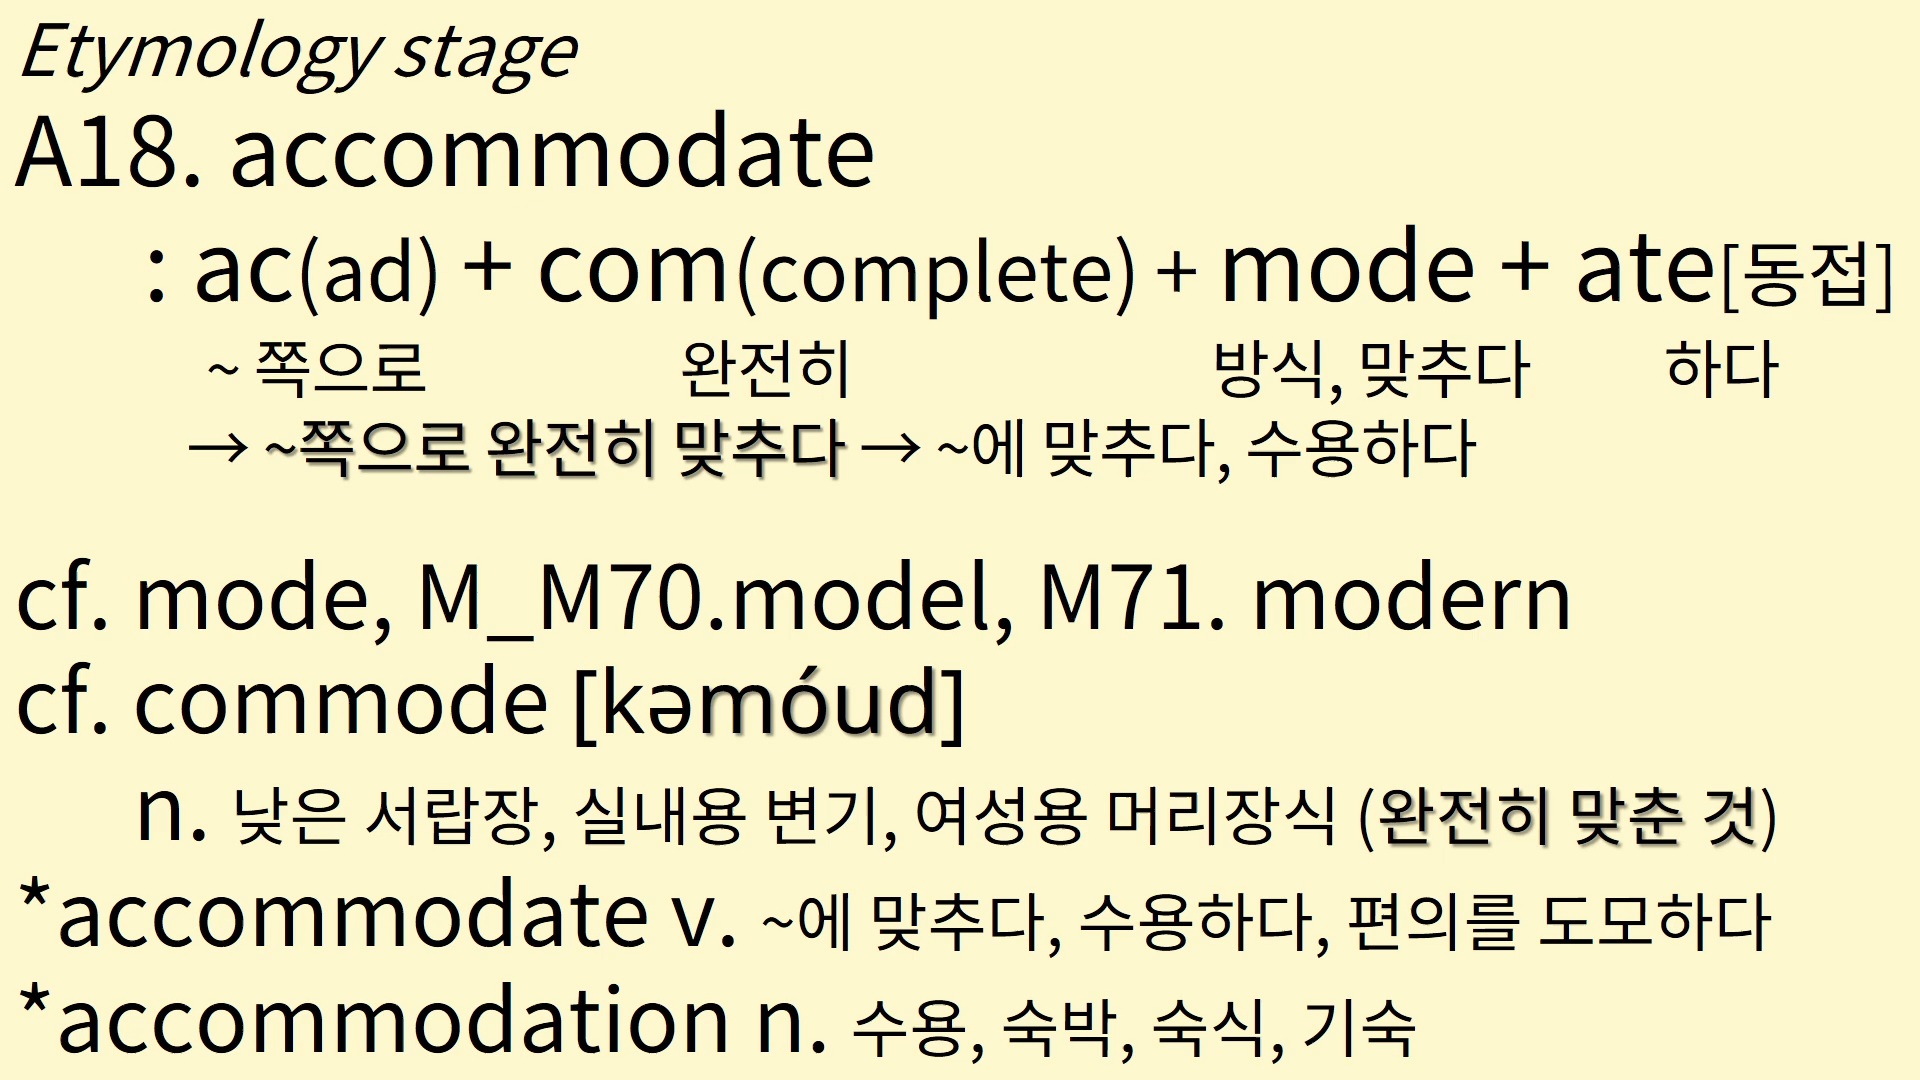 Etymology stage
A18. accommodate
: ac(ad) + com(complete) + mode + ate[동접]
~ 쪽으로 완전히 방식, 맞추다 하다
→ ~쪽으로 완전히 맞추다 → ~에 맞추다, 수용하다
cf. mode, M_M70.model, M71. modern
cf. commode [kəmóud]
n. 낮은 서랍장, 실내용 변기, 여성용 머리장식 (완전히 맞춘 것)
*accommodate v. ~에 맞추다, 수용하다, 편의를 도모하다
*accommodation n. 수용, 숙박, 숙식, 기숙